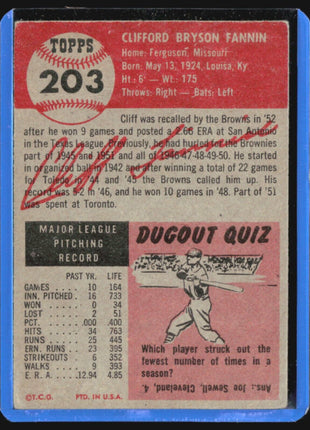 TOPPS
203
CLIFFORD BRYSON FANNIN
Home: Ferguson, Missouri
Born: May 13, 1924, Louisa, Ky.
Ht.: 6' – Wt.: 175
Throws: Right – Bats: Left
Cliff was recalled by the Browns in '52
after he won 9 games and posted a 2.66 ERA at San Antonio
in the Texas League. Previously, he had hurled for the Brownies
part of 1945 and 1951 and all of 1946-47-48-49-50. He started
in organized ball in 1942 and after winning a total of 22 games
for Toledo in '44 and '45 the Browns called him up. His
record was 5-2 in '46, and he won 10 games in '48. Part of '51
was spent at Toronto.
MAJOR LEAGUE
PITCHING
RECORD
PAST YR. LIFE
GAMES 10 164
INN. PITCHED 16 733
WON 0 34
LOST 2 51
PCT. .000 .400
HITS 34 763
RUNS 25 445
ERN. RUNS 23 395
STRIKEOUTS 6 352
WALKS 9 393
E.R.A. 12.94 4.85
©T.C.G. PTD. IN U.S.A.
DUGOUT QUIZ
Which player struck out the
fewest number of times in a
season?
Ans.: Joe Sewell, Cleveland, 4.